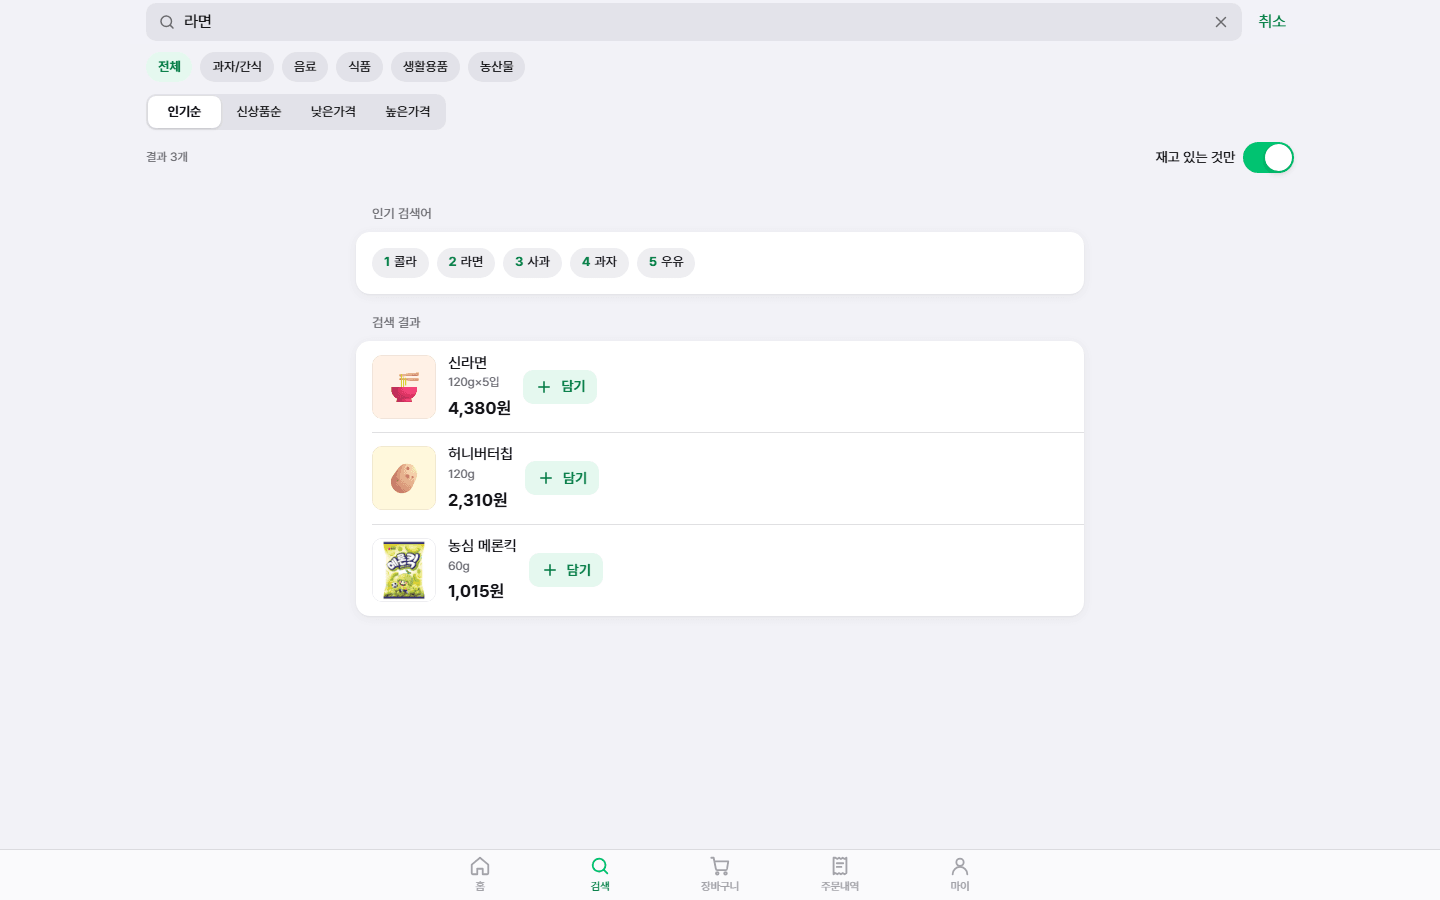 라면
취소
전체 과자/간식 음료 식품 생활용품 농산물
인기순 신상품순 낮은가격 높은가격
결과 3개
재고 있는 것만
인기 검색어
1 콜라 2 라면 3 사과 4 과자 5 우유
검색 결과
신라면
120g×5입
4,380원
담기
허니버터칩
120g
2,310원
담기
메론킥
농심 메론킥
60g
1,015원
담기
홈 검색 장바구니 주문내역 마이